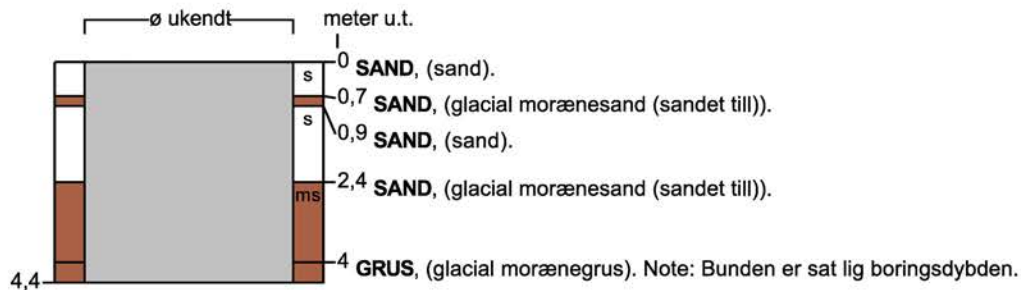 ø ukendt meter u.t.
0 SAND, (sand).
s
0,7 SAND, (glacial morænesand (sandet till)).
s
0,9 SAND, (sand).
2,4 SAND, (glacial morænesand (sandet till)).
ms
4 GRUS, (glacial morænegrus). Note: Bunden er sat lig boringsdybden.
4,4